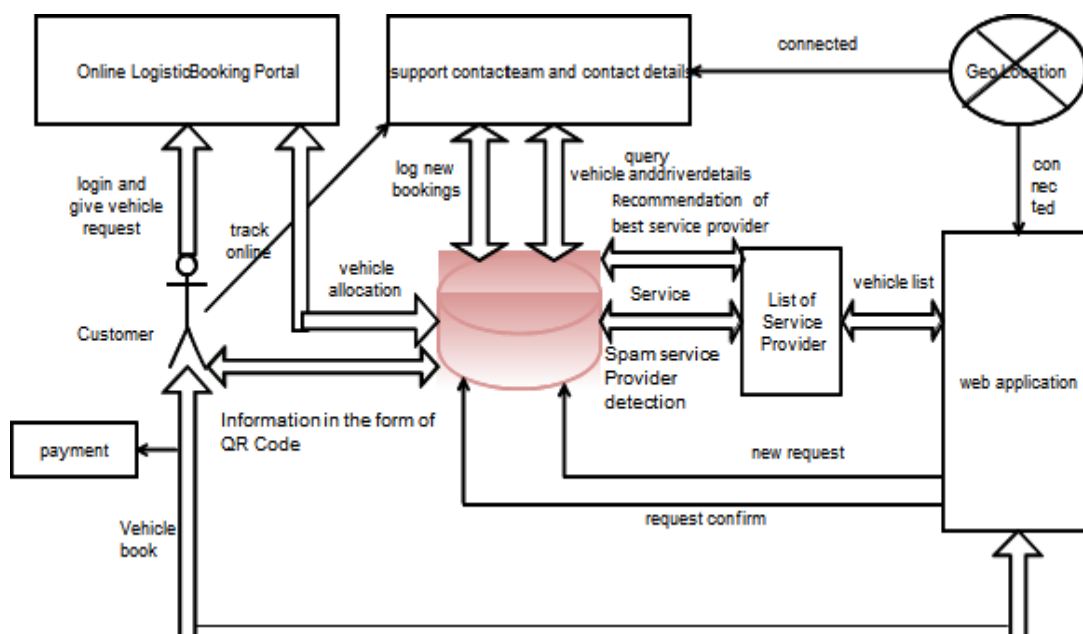 Online LogisticBooking Portal
support contactteam and contact details
connected
Geo Location
login and
give vehicle
request
log new
bookings
query
vehicle anddriverdetails
Recommendation of
best service provider
con
nec
ted
track
online
vehicle
allocation
Service
List of
Service
Provider
vehicle list
Customer
Spam service
Provider
detection
web application
Information in the form of
QR Code
payment
new request
request confirm
Vehicle
book